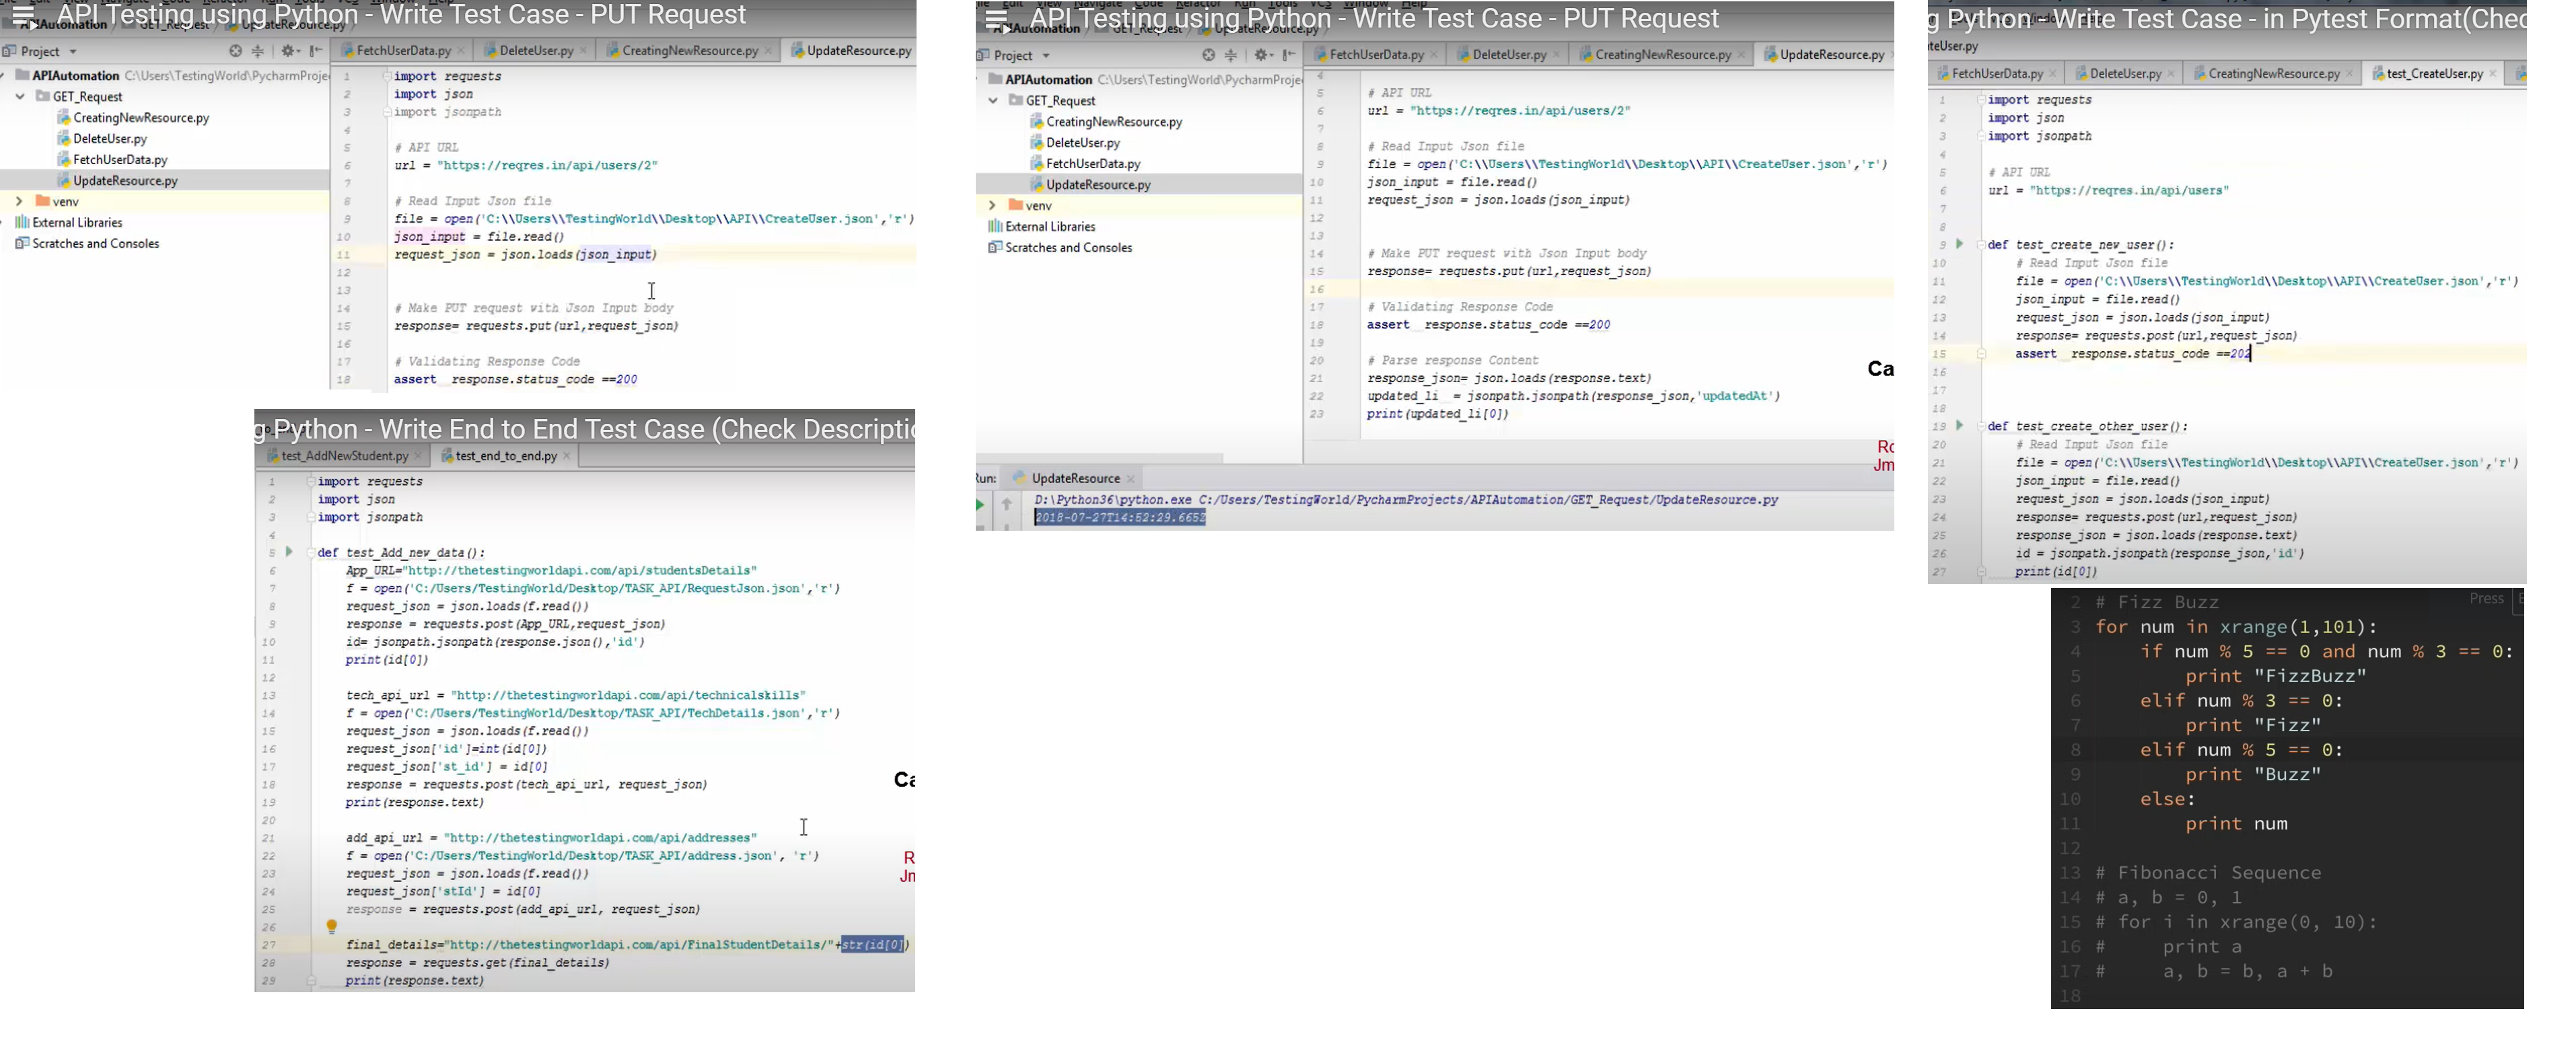 API Testing using Python - Write Test Case - PUT Request
APIAutomation GET_Request UpdateResource.py
Project
FetchUserData.py
DeleteUser.py
CreatingNewResource.py
UpdateResource.py
APIAutomation C:\Users\TestingWorld\PycharmProje
GET_Request
CreatingNewResource.py
DeleteUser.py
FetchUserData.py
UpdateResource.py
venv
External Libraries
Scratches and Consoles
1 import requests
2 import json
3 import jsonpath
4
5 # API URL
6 url = "https://reqres.in/api/users/2"
7
8 # Read Input Json file
9 file = open('C:\\Users\\TestingWorld\\Desktop\\API\\CreateUser.json','r')
10 json_input = file.read()
11 request_json = json.loads(json_input)
12
13
14 # Make PUT request with Json Input body
15 response= requests.put(url,request_json)
16
17 # Validating Response Code
18 assert response.status_code ==200
API Testing using Python - Write Test Case - PUT Request
APIAutomation GET_Request UpdateResource.py
Project
FetchUserData.py
DeleteUser.py
CreatingNewResource.py
UpdateResource.py
APIAutomation C:\Users\TestingWorld\PycharmProje
GET_Request
CreatingNewResource.py
DeleteUser.py
FetchUserData.py
UpdateResource.py
venv
External Libraries
Scratches and Consoles
4
5 # API URL
6 url = "https://reqres.in/api/users/2"
7
8 # Read Input Json file
9 file = open('C:\\Users\\TestingWorld\\Desktop\\API\\CreateUser.json','r')
10 json_input = file.read()
11 request_json = json.loads(json_input)
12
13
14 # Make PUT request with Json Input body
15 response= requests.put(url,request_json)
16
17 # Validating Response Code
18 assert response.status_code ==200
19
20 # Parse response Content
21 response_json= json.loads(response.text)
22 updated_li = jsonpath.jsonpath(response_json,'updatedAt')
23 print(updated_li[0])
Ca
Ro
Jm
Run: UpdateResource
D:\Python36\python.exe C:/Users/TestingWorld/PycharmProjects/APIAutomation/GET_Request/UpdateResource.py
2018-07-27T14:52:29.665Z
g Python - Write Test Case - in Pytest Format(Chec
teUser.py
FetchUserData.py
DeleteUser.py
CreatingNewResource.py
test_CreateUser.py
1 import requests
2 import json
3 import jsonpath
4
5 # API URL
6 url = "https://reqres.in/api/users"
7
8
9 def test_create_new_user():
10 # Read Input Json file
11 file = open('C:\\Users\\TestingWorld\\Desktop\\API\\CreateUser.json','r')
12 json_input = file.read()
13 request_json = json.loads(json_input)
14 response= requests.post(url,request_json)
15 assert response.status_code ==202
16
17
18
19 def test_create_other_user():
20 # Read Input Json file
21 file = open('C:\\Users\\TestingWorld\\Desktop\\API\\CreateUser.json','r')
22 json_input = file.read()
23 request_json = json.loads(json_input)
24 response= requests.post(url,request_json)
25 response_json = json.loads(response.text)
26 id = jsonpath.jsonpath(response_json,'id')
27 print(id[0])
g Python - Write End to End Test Case (Check Descriptio
test_AddNewStudent.py
test_end_to_end.py
1 import requests
2 import json
3 import jsonpath
4
5 def test_Add_new_data():
6 App_URL="http://thetestingworldapi.com/api/studentsDetails"
7 f = open('C:/Users/TestingWorld/Desktop/TASK_API/RequestJson.json','r')
8 request_json = json.loads(f.read())
9 response = requests.post(App_URL,request_json)
10 id= jsonpath.jsonpath(response.json(),'id')
11 print(id[0])
12
13 tech_api_url = "http://thetestingworldapi.com/api/technicalskills"
14 f = open('C:/Users/TestingWorld/Desktop/TASK_API/TechDetails.json','r')
15 request_json = json.loads(f.read())
16 request_json['id']=int(id[0])
17 request_json['st_id'] = id[0]
18 response = requests.post(tech_api_url, request_json)
19 print(response.text)
20
21 add_api_url = "http://thetestingworldapi.com/api/addresses"
22 f = open('C:/Users/TestingWorld/Desktop/TASK_API/address.json', 'r')
23 request_json = json.loads(f.read())
24 request_json['stId'] = id[0]
25 response = requests.post(add_api_url, request_json)
26
27 final_details="http://thetestingworldapi.com/api/FinalStudentDetails/"+str(id[0])
28 response = requests.get(final_details)
29 print(response.text)
Ca
R
Jn
Press
2 # Fizz Buzz
3 for num in xrange(1,101):
4 if num % 5 == 0 and num % 3 == 0:
5 print "FizzBuzz"
6 elif num % 3 == 0:
7 print "Fizz"
8 elif num % 5 == 0:
9 print "Buzz"
10 else:
11 print num
12
13 # Fibonacci Sequence
14 # a, b = 0, 1
15 # for i in xrange(0, 10):
16 # print a
17 # a, b = b, a + b
18